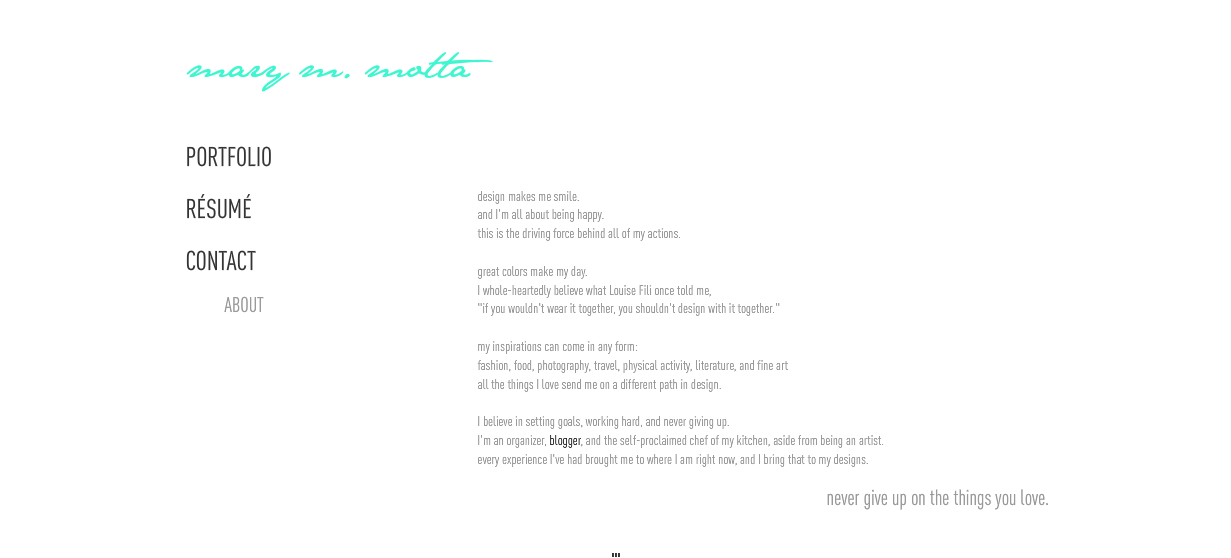 mary m. motta
PORTFOLIO
RÉSUMÉ
CONTACT
ABOUT
design makes me smile.
and I'm all about being happy.
this is the driving force behind all of my actions.
great colors make my day.
I whole-heartedly believe what Louise Fili once told me,
"if you wouldn't wear it together, you shouldn't design with it together."
my inspirations can come in any form:
fashion, food, photography, travel, physical activity, literature, and fine art
all the things I love send me on a different path in design.
I believe in setting goals, working hard, and never giving up.
I'm an organizer, blogger, and the self-proclaimed chef of my kitchen, aside from being an artist.
every experience I've had brought me to where I am right now, and I bring that to my designs.
never give up on the things you love.